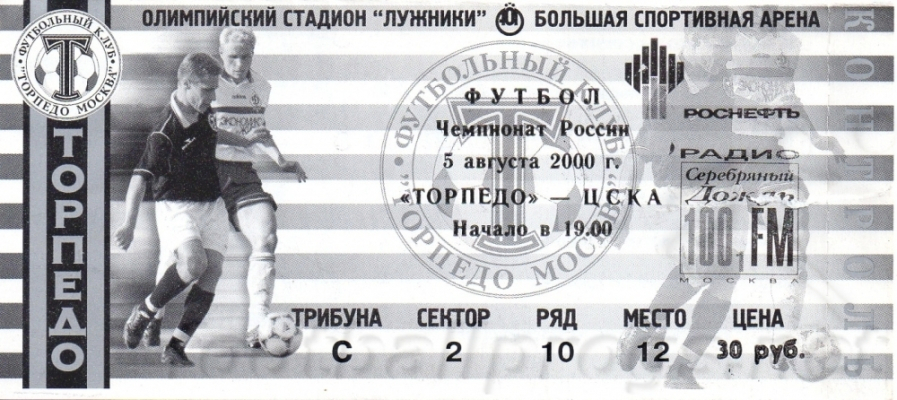 ОЛИМПИЙСКИЙ СТАДИОН "ЛУЖНИКИ" БОЛЬШАЯ СПОРТИВНАЯ АРЕНА
ФУТБОЛЬНЫЙ КЛУБ
"ТОРПЕДО МОСКВА"
Т
ТОРПЕДО
ФУТБОЛЬНЫЙ КЛУБ
"ТОРПЕДО МОСКВА"
Т
ФУТБОЛ
Чемпионат России
5 августа 2000 г.
«ТОРПЕДО» — ЦСКА
Начало в 19.00
РОСНЕФТЬ
РАДИО
Серебряный
Дождь
100,1 FM
МОСКВА
ТРИБУНА СЕКТОР РЯД МЕСТО ЦЕНА
С 2 10 12 30 руб.
КОНТРОЛЬ